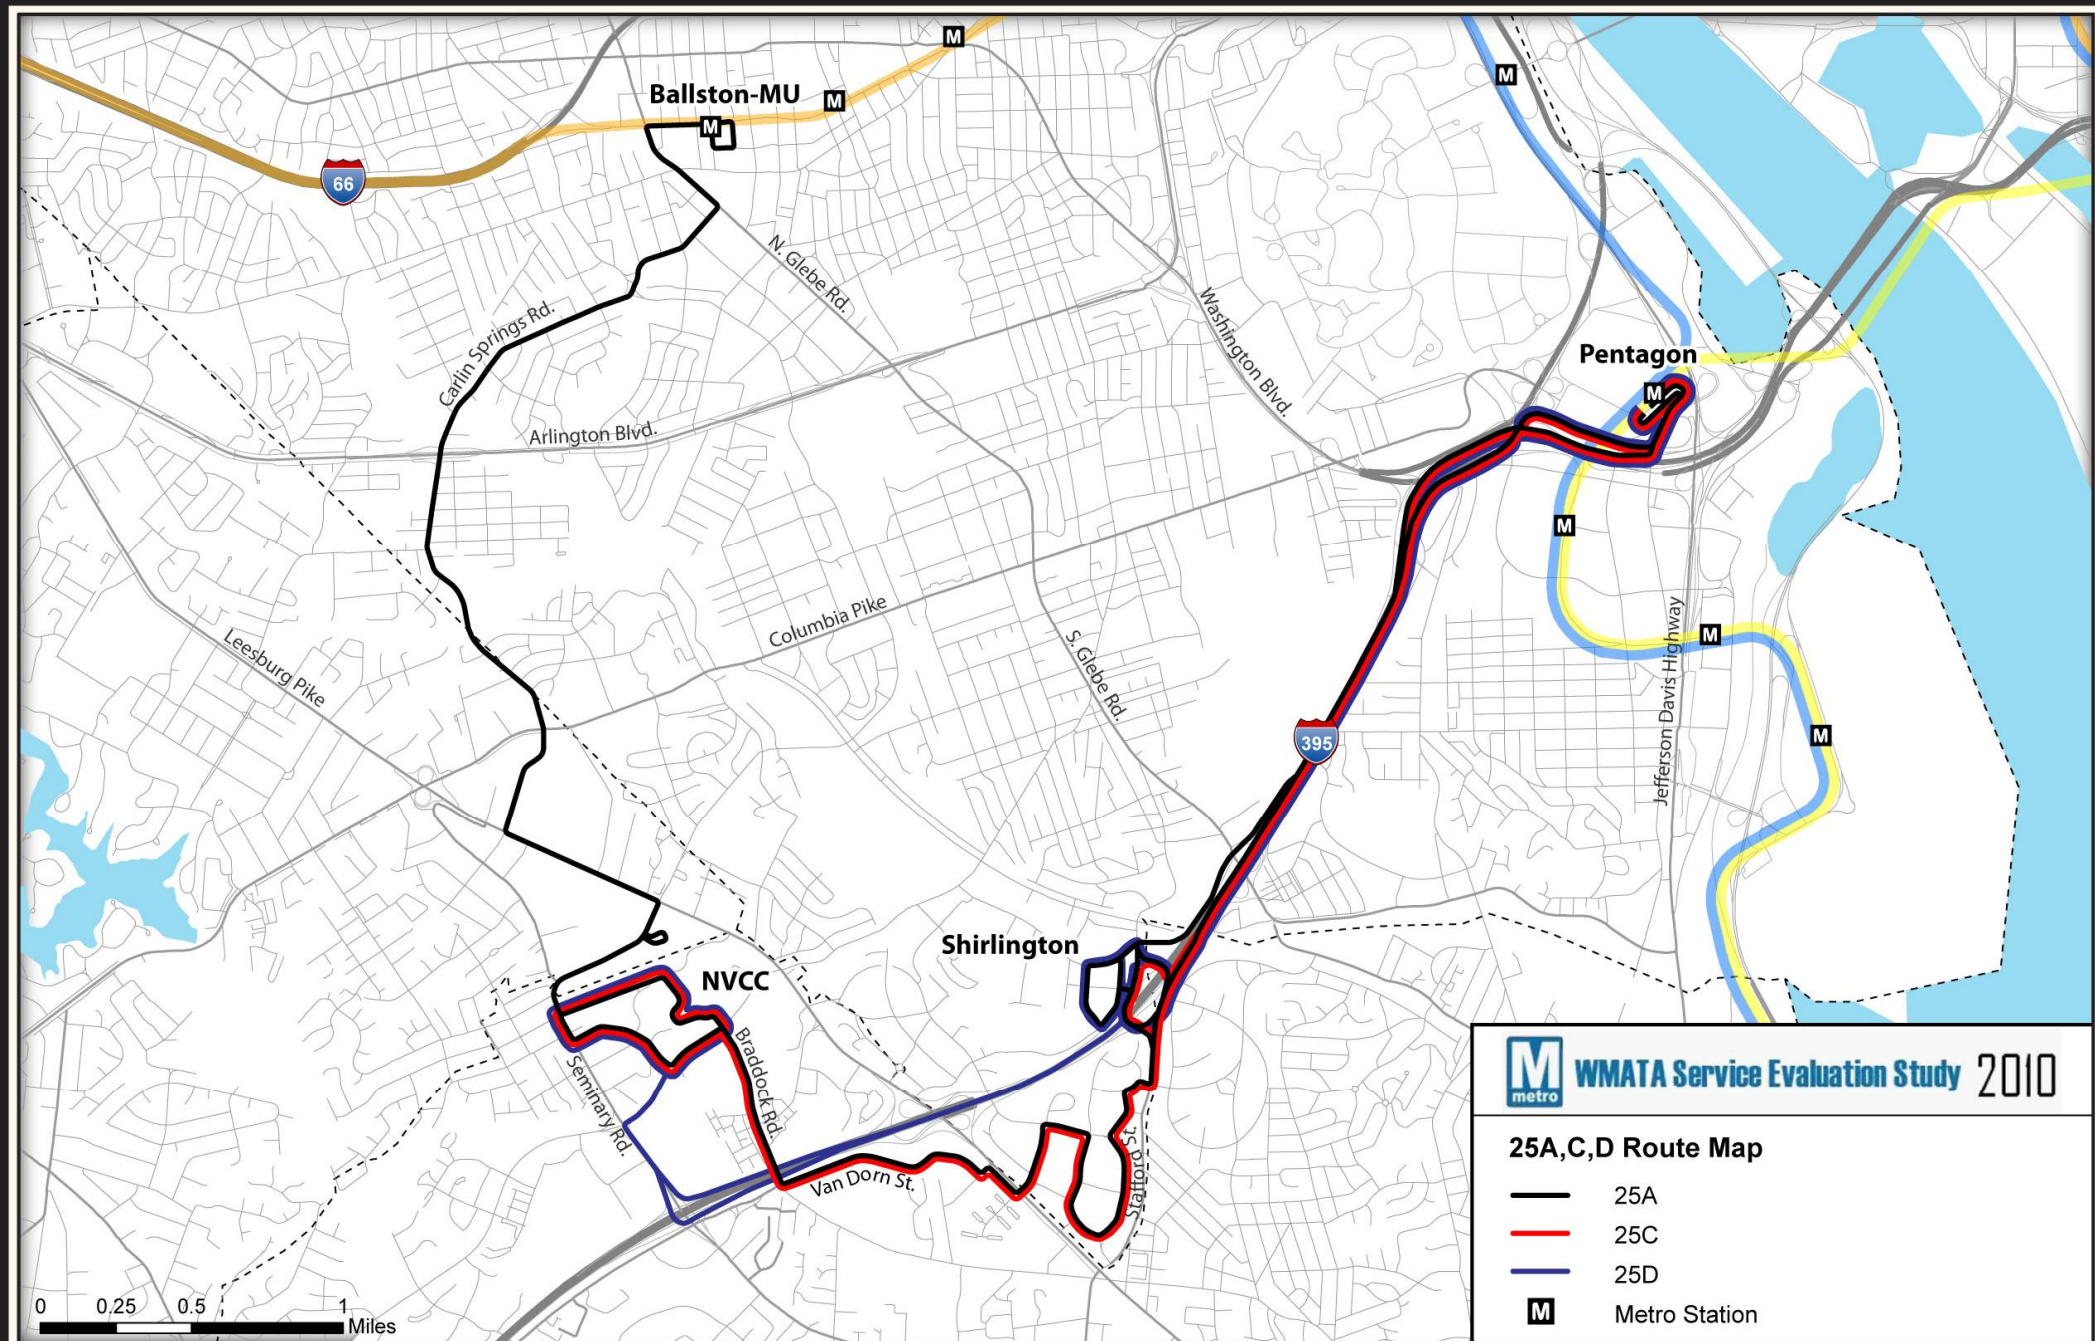 M
M
Ballston-MU
M
M
66
N. Glebe Rd.
Carlin Springs Rd.
Washington Blvd.
Pentagon
M
Arlington Blvd.
M
Columbia Pike
Leesburg Pike
S. Glebe Rd.
Jefferson Davis Highway
M
M
395
Shirlington
NVCC
Braddock Rd.
Seminary Rd.
Van Dorn St.
Stafford St.
M
metro
WMATA Service Evaluation Study 2010
25A,C,D Route Map
25A
25C
25D
M Metro Station
0 0.25 0.5 1
Miles